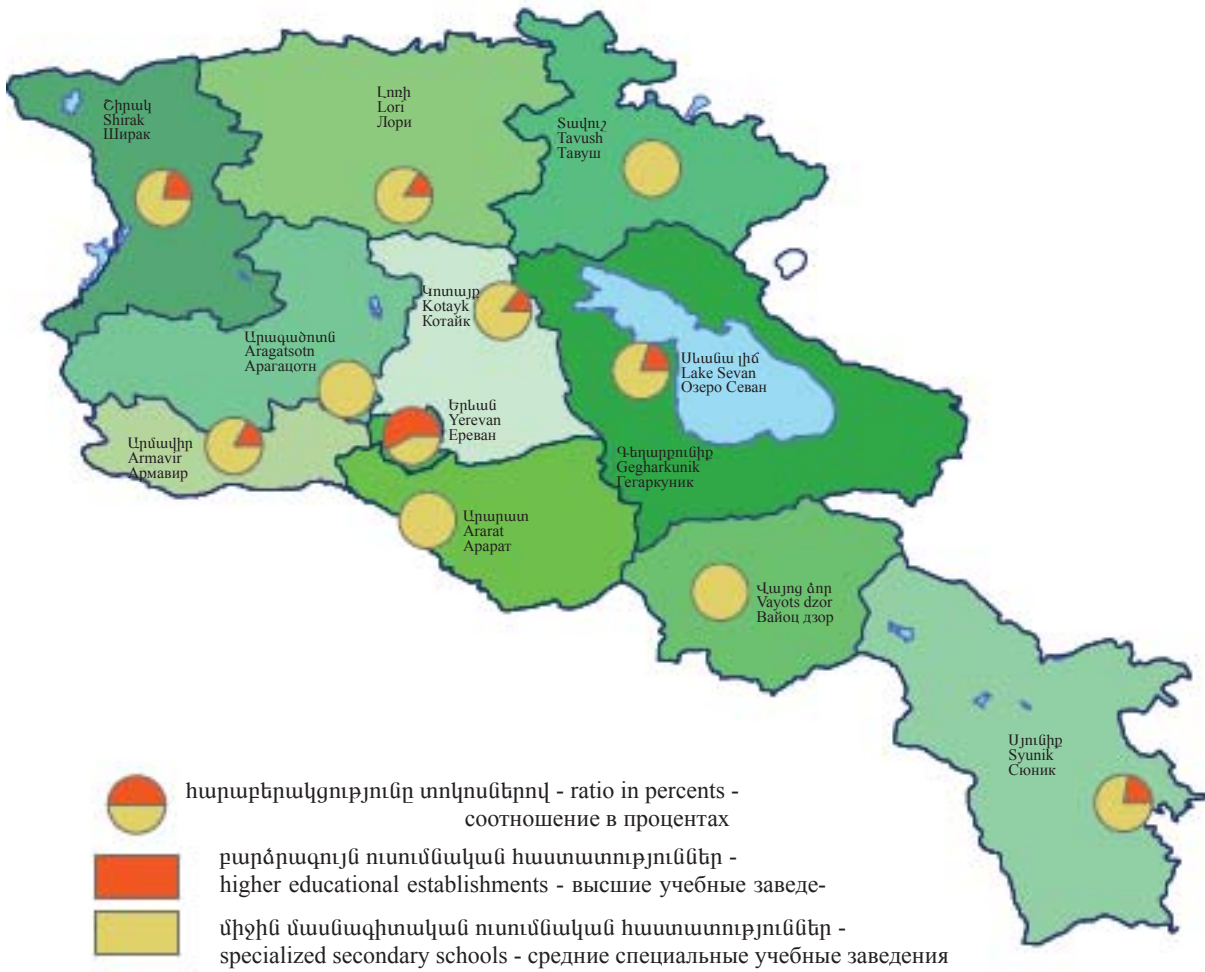 Շիրակ
Shirak
Ширак
Լոռի
Lori
Лори
Տավուշ
Tavush
Тавуш
Կոտայք
Kotayk
Котайк
Արագածոտն
Aragatsotn
Арагацотн
Սևանա լիճ
Lake Sevan
Озеро Севан
Երևան
Yerevan
Ереван
Արմավիր
Armavir
Армавир
Գեղարքունիք
Gegharkunik
Гегаркуник
Արարատ
Ararat
Арарат
Վայոց ձոր
Vayots dzor
Вайоц дзор
Սյունիք
Syunik
Сюник
հարաբերակցությունը տոկոսներով - ratio in percents -
соотношение в процентах
բարձրագույն ուսումնական հաստատություններ -
higher educational establishments - высшие учебные заведе-
միջին մասնագիտական ուսումնական հաստատություններ -
specialized secondary schools - средние специальные учебные заведения